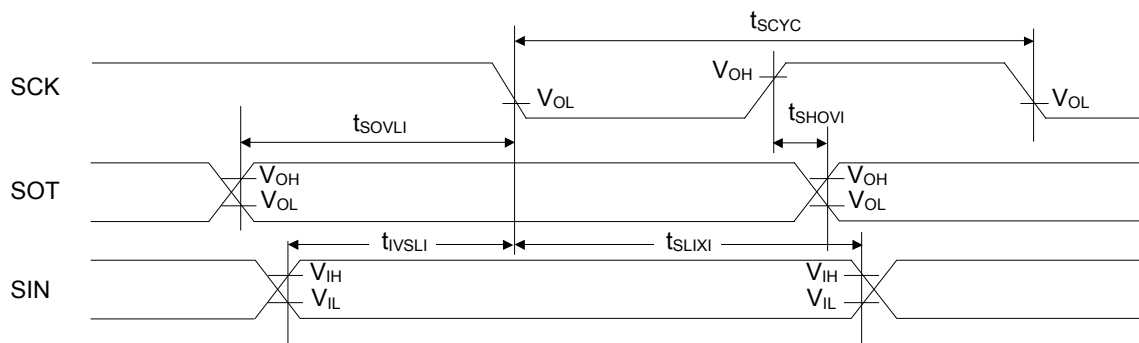 tSCYC
SCK
VOH
VOL
VOL
tSOVLI
tSHOVI
SOT
VOH
VOL
VOH
VOL
tIVSLI
tSLIXI
SIN
VIH
VIL
VIH
VIL